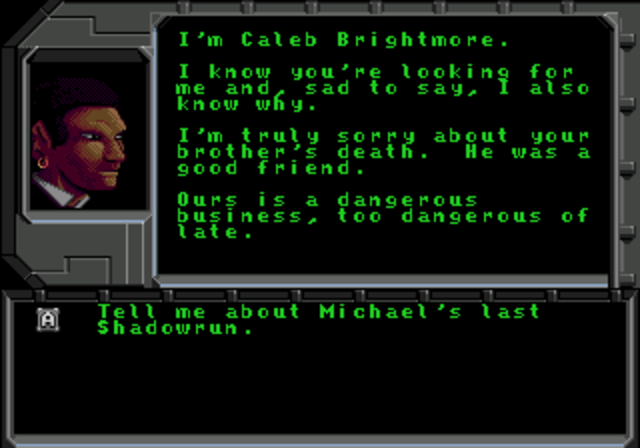 I'm Caleb Brightmore.
I know you're looking for
me and, sad to say, I also
know why.
I'm truly sorry about your
brother's death.  He was a
good friend.
Ours is a dangerous
business, too dangerous of
late.
A
Tell me about Michael's last
Shadowrun.